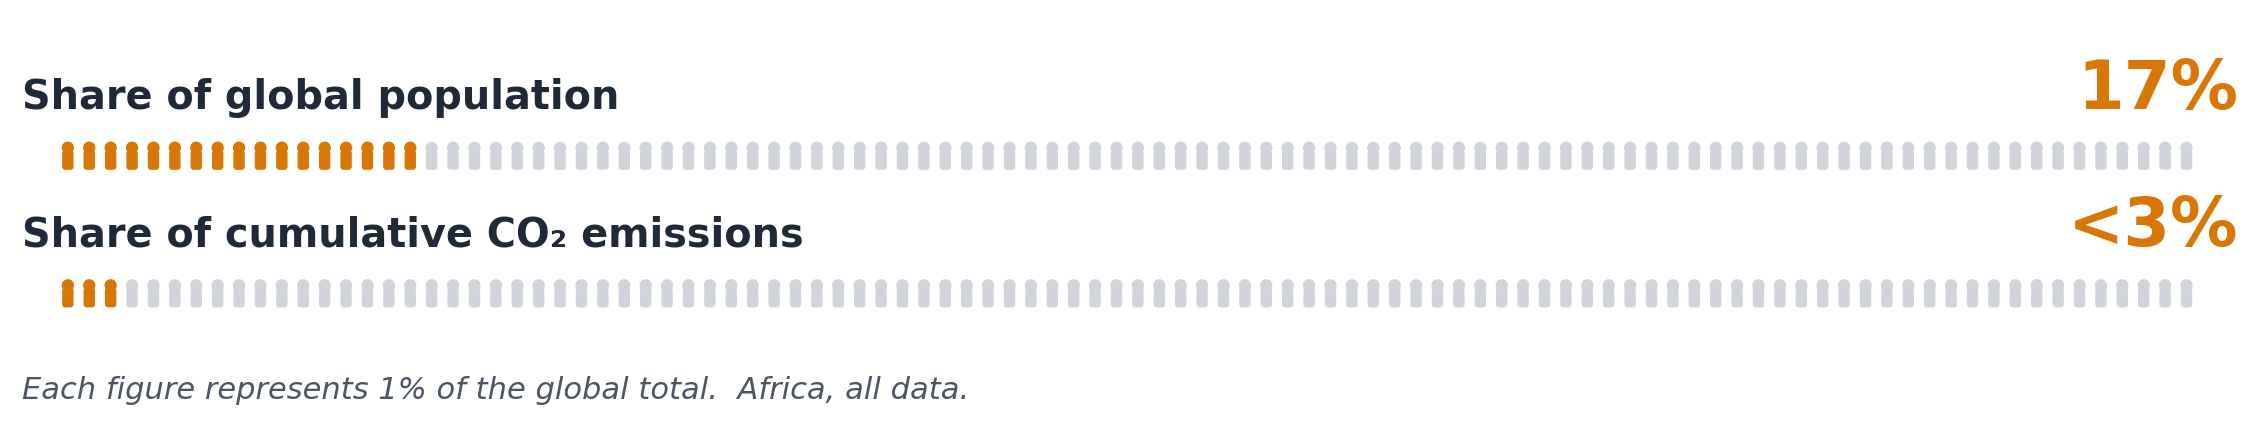 Share of global population
17%
Share of cumulative CO₂ emissions
<3%
Each figure represents 1% of the global total.  Africa, all data.